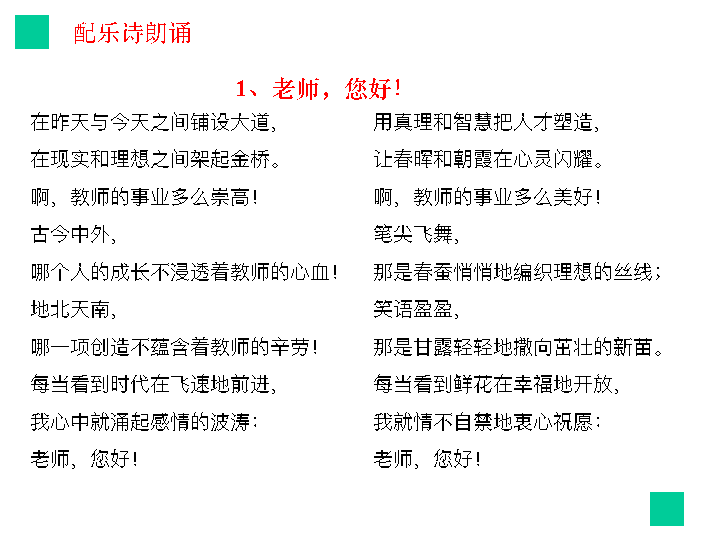 配乐诗朗诵
1、老师，您好！
在昨天与今天之间铺设大道，
在现实和理想之间架起金桥。
啊，教师的事业多么崇高！
古今中外，
哪个人的成长不浸透着教师的心血！
地北天南，
哪一项创造不蕴含着教师的辛劳！
每当看到时代在飞速地前进，
我心中就涌起感情的波涛：
老师，您好！
用真理和智慧把人才塑造，
让春晖和朝霞在心灵闪耀。
啊，教师的事业多么美好！
笔尖飞舞，
那是春蚕悄悄地编织理想的丝线；
笑语盈盈，
那是甘露轻轻地撒向茁壮的新苗。
每当看到鲜花在幸福地开放，
我就情不自禁地衷心祝愿：
老师，您好！